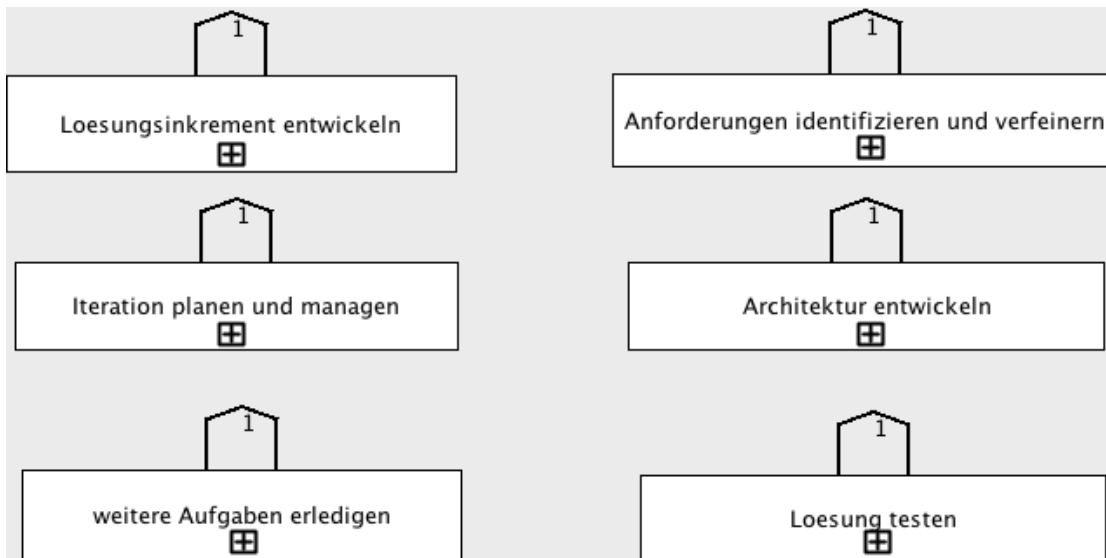 1
1
Loesungsinkrement entwickeln
Anforderungen identifizieren und verfeinern
1
1
Iteration planen und managen
Architektur entwickeln
1
1
weitere Aufgaben erledigen
Loesung testen